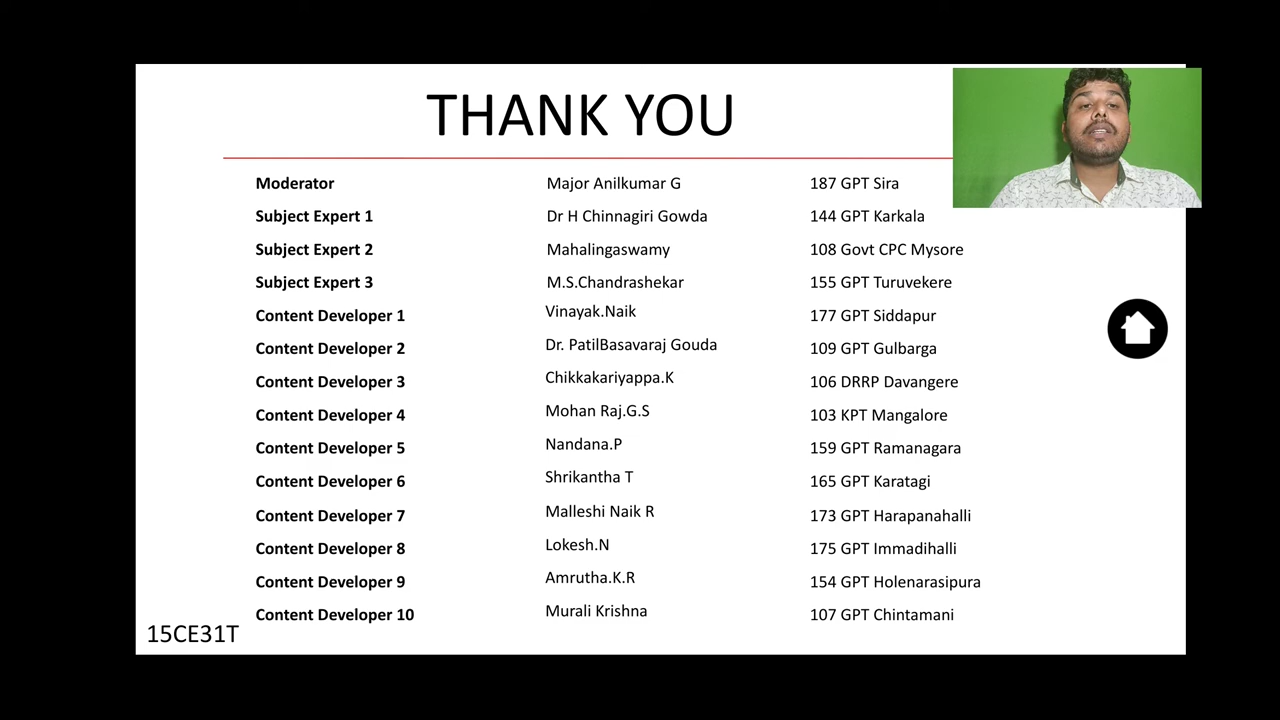 THANK YOU
Moderator Major Anilkumar G 187 GPT Sira
Subject Expert 1 Dr H Chinnagiri Gowda 144 GPT Karkala
Subject Expert 2 Mahalingaswamy 108 Govt CPC Mysore
Subject Expert 3 M.S.Chandrashekar 155 GPT Turuvekere
Content Developer 1 Vinayak.Naik 177 GPT Siddapur
Content Developer 2 Dr. PatilBasavaraj Gouda 109 GPT Gulbarga
Content Developer 3 Chikkakariyappa.K 106 DRRP Davangere
Content Developer 4 Mohan Raj.G.S 103 KPT Mangalore
Content Developer 5 Nandana.P 159 GPT Ramanagara
Content Developer 6 Shrikantha T 165 GPT Karatagi
Content Developer 7 Malleshi Naik R 173 GPT Harapanahalli
Content Developer 8 Lokesh.N 175 GPT Immadihalli
Content Developer 9 Amrutha.K.R 154 GPT Holenarasipura
Content Developer 10 Murali Krishna 107 GPT Chintamani
15CE31T